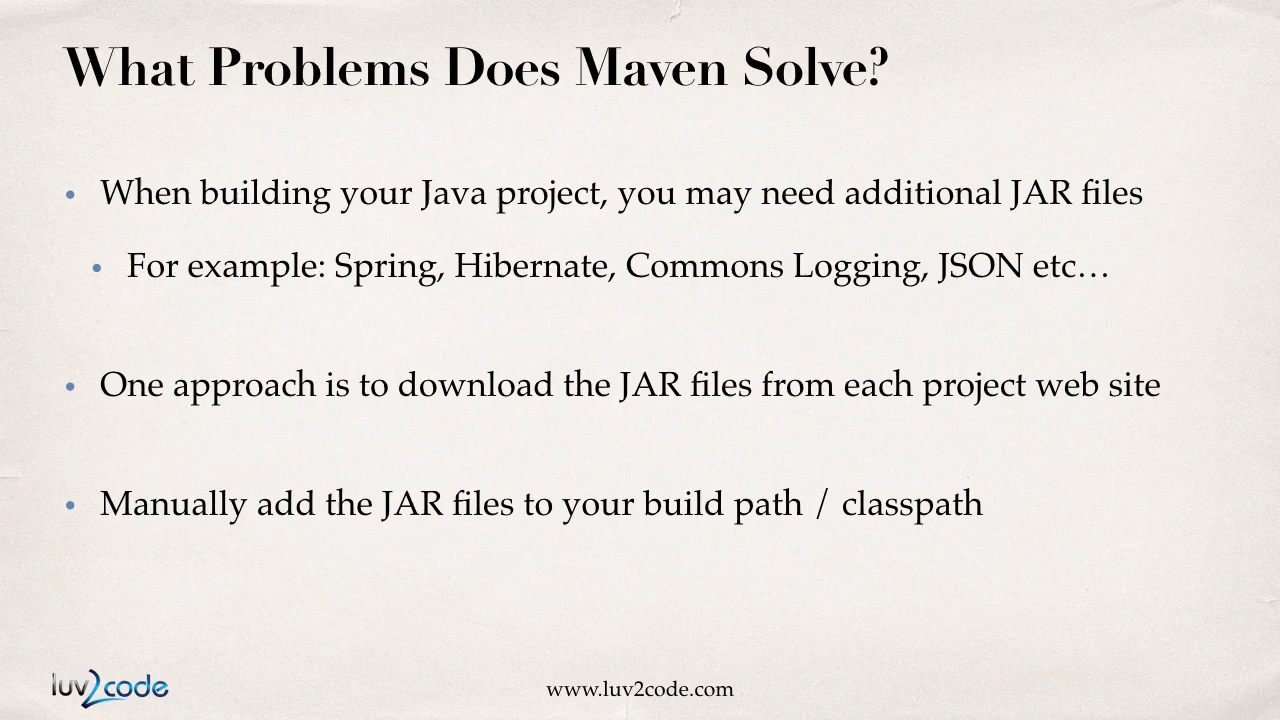 What Problems Does Maven Solve?
• When building your Java project, you may need additional JAR files
• For example: Spring, Hibernate, Commons Logging, JSON etc…
• One approach is to download the JAR files from each project web site
• Manually add the JAR files to your build path / classpath
luv2code
www.luv2code.com